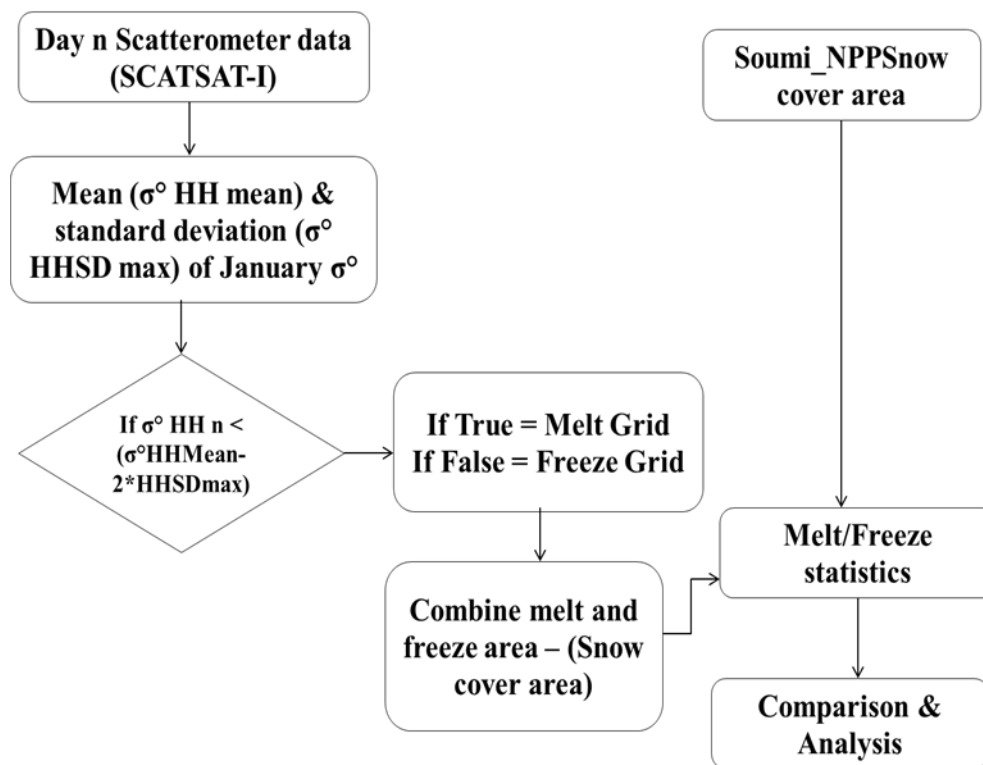 Day n Scatterometer data
(SCATSAT-I)
Soumi_NPPSnow
cover area
Mean (σ° HH mean) &
standard deviation (σ°
HHSD max) of January σ°
If σ° HH n <
(σ°HHMean-
2*HHSDmax)
If True = Melt Grid
If False = Freeze Grid
Combine melt and
freeze area – (Snow
cover area)
Melt/Freeze
statistics
Comparison &
Analysis